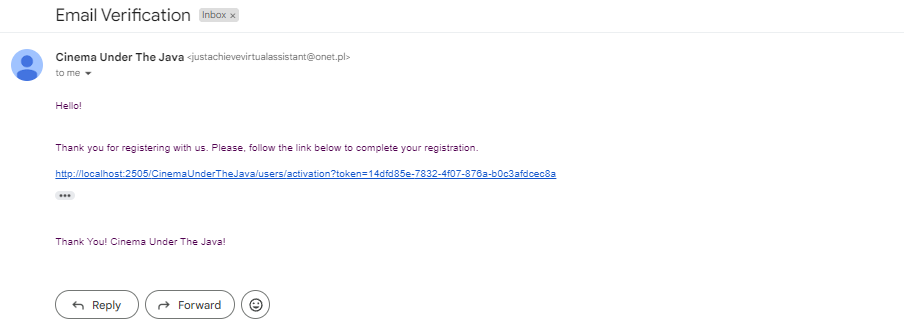 Email Verification Inbox ×
Cinema Under The Java <justachievevirtualassistant@onet.pl>
to me
Hello!
Thank you for registering with us. Please, follow the link below to complete your registration.
http://localhost:2505/CinemaUnderTheJava/users/activation?token=14dfd85e-7832-4f07-876a-b0c3afdcec8a
Thank You! Cinema Under The Java!
Reply Forward